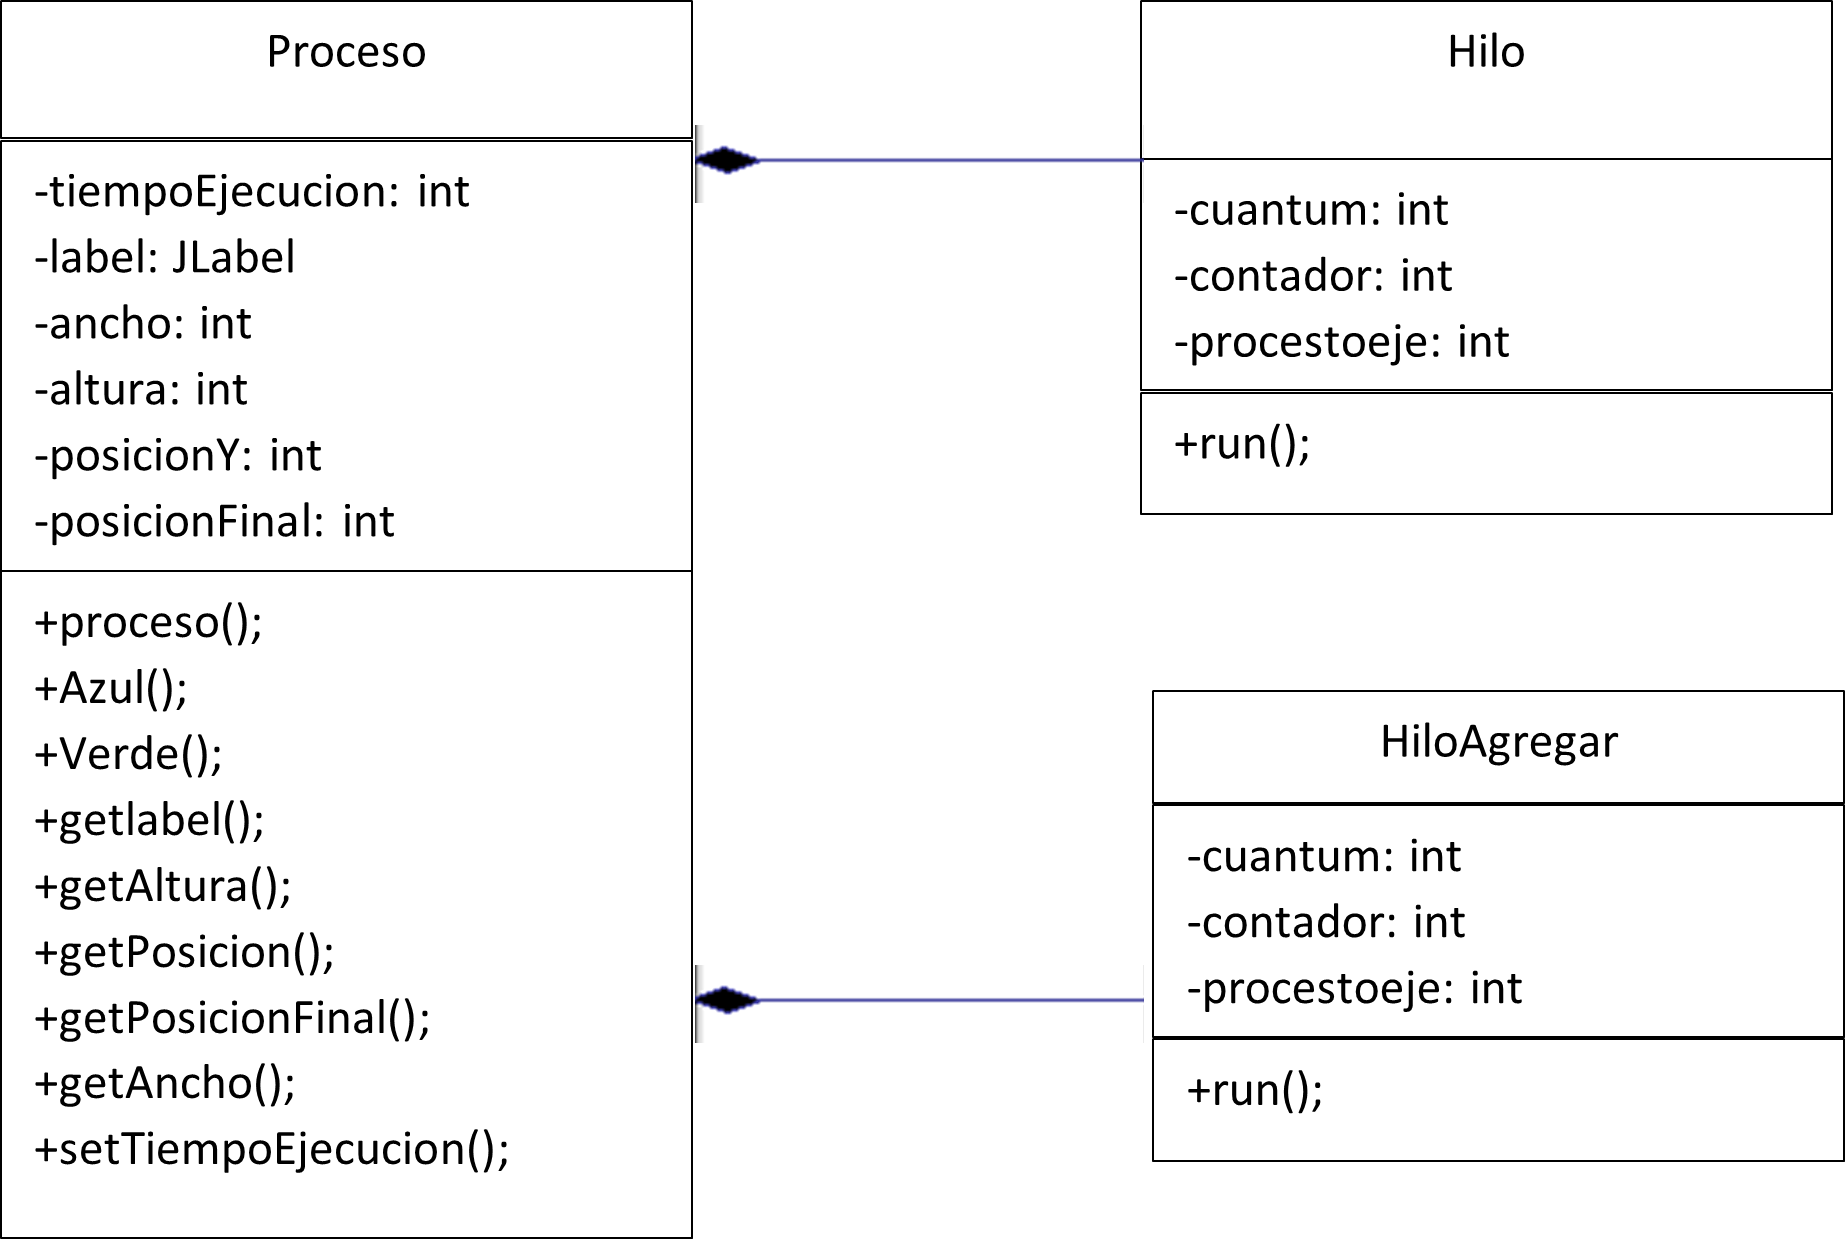 Proceso
-tiempoEjecucion: int
-label: JLabel
-ancho: int
-altura: int
-posicionY: int
-posicionFinal: int
+proceso();
+Azul();
+Verde();
+getlabel();
+getAltura();
+getPosicion();
+getPosicionFinal();
+getAncho();
+setTiempoEjecucion();
Hilo
-cuantum: int
-contador: int
-procestoeje: int
+run();
HiloAgregar
-cuantum: int
-contador: int
-procestoeje: int
+run();